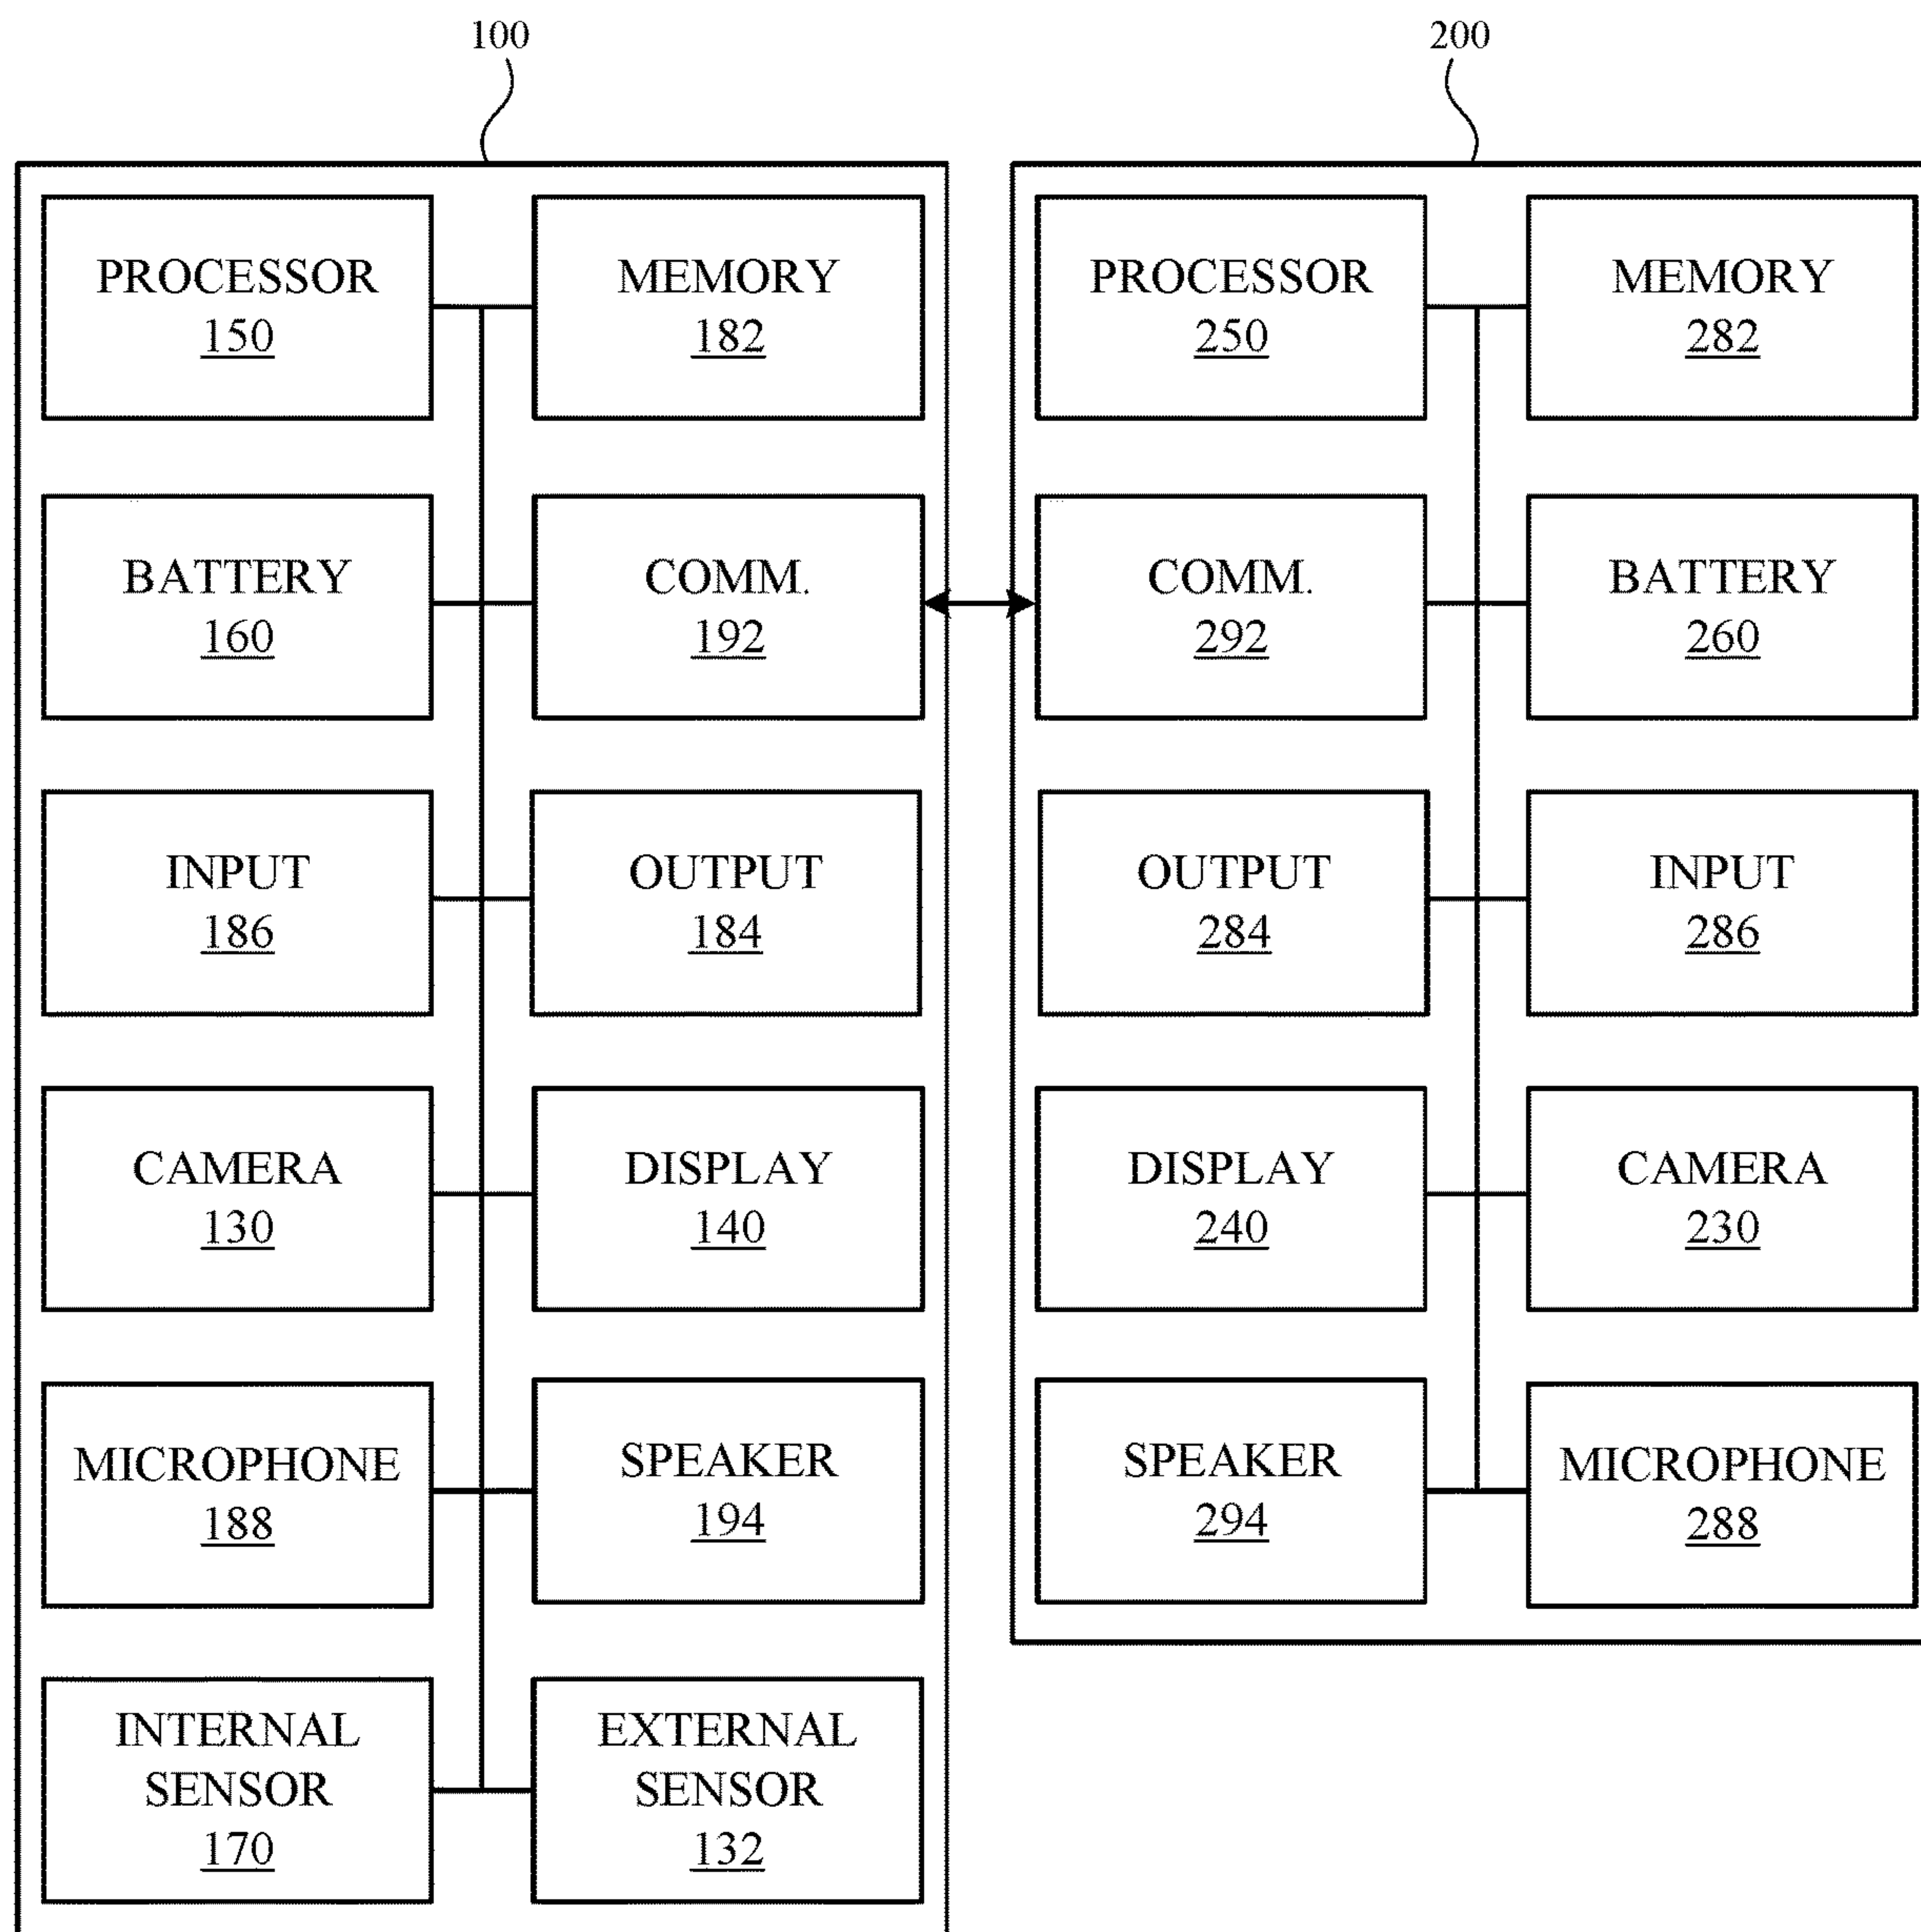 100
200
PROCESSOR
150
MEMORY
182
BATTERY
160
COMM.
192
INPUT
186
OUTPUT
184
CAMERA
130
DISPLAY
140
MICROPHONE
188
SPEAKER
194
INTERNAL
SENSOR
170
EXTERNAL
SENSOR
132
PROCESSOR
250
MEMORY
282
COMM.
292
BATTERY
260
OUTPUT
284
INPUT
286
DISPLAY
240
CAMERA
230
SPEAKER
294
MICROPHONE
288